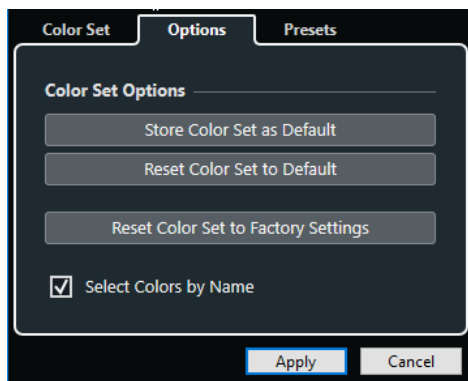 Color Set Options Presets
Color Set Options
Store Color Set as Default
Reset Color Set to Default
Reset Color Set to Factory Settings
Select Colors by Name
Apply Cancel